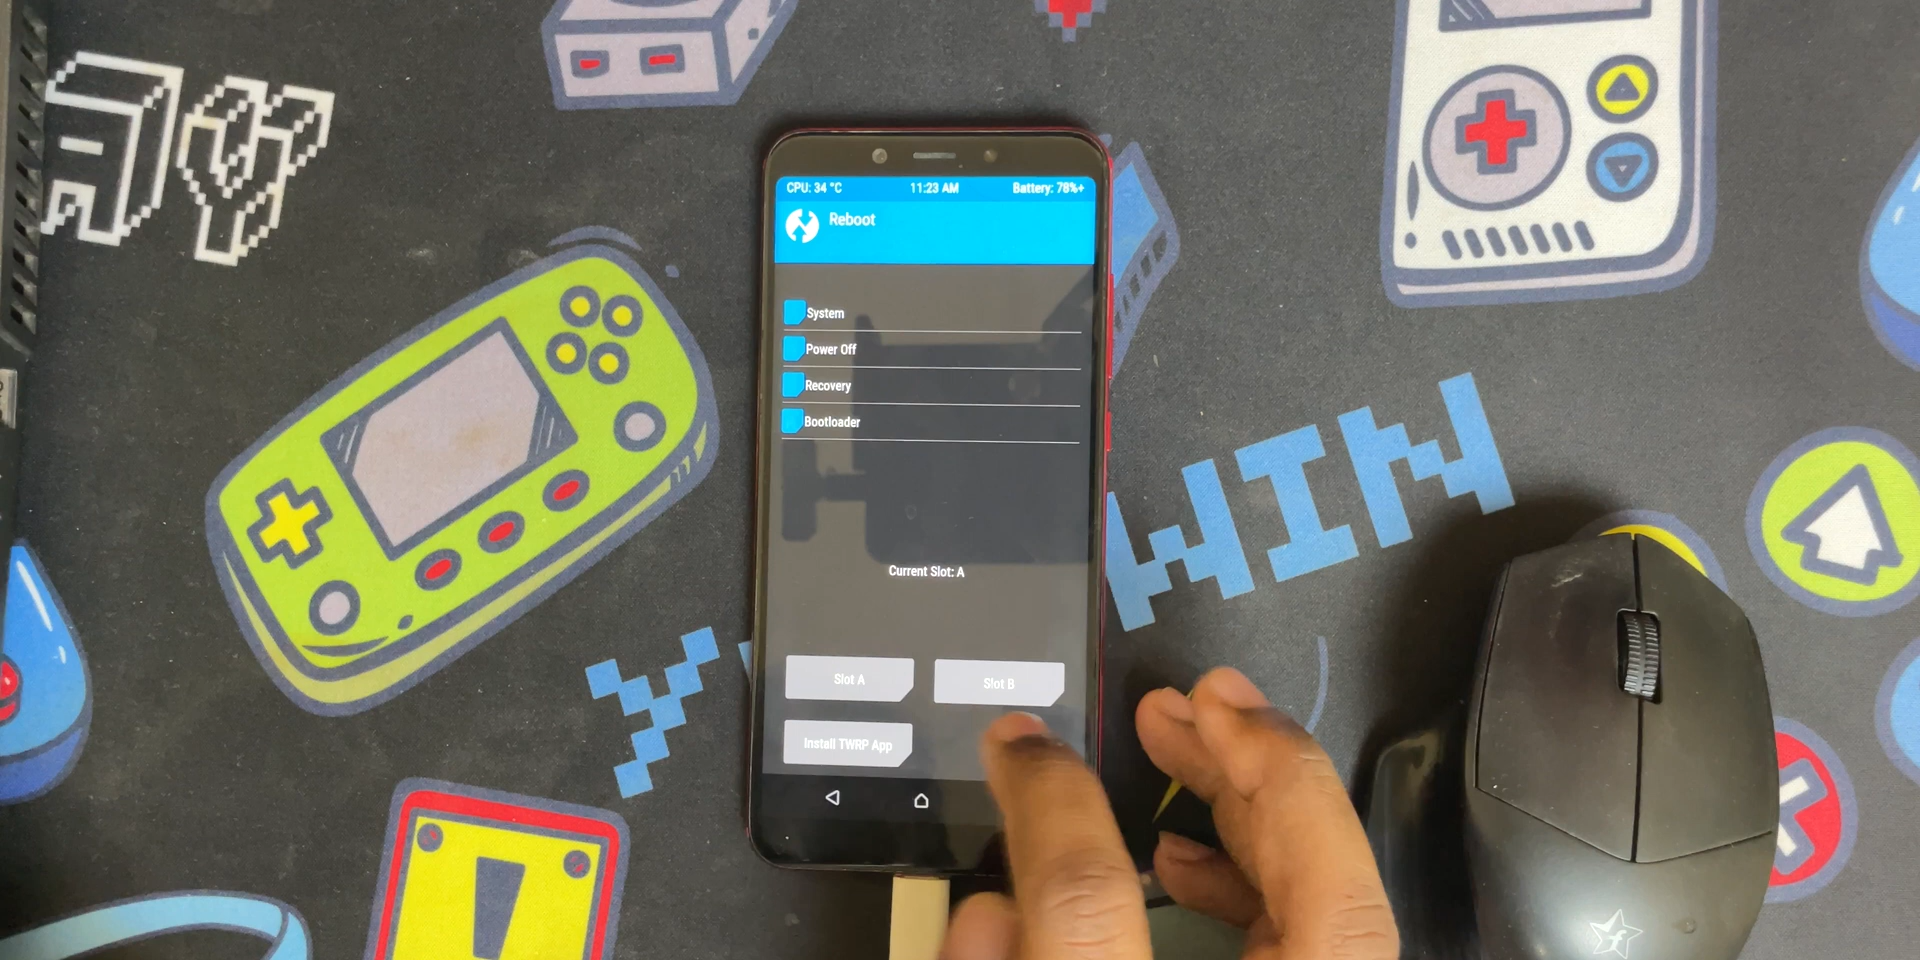 AY
CPU: 34 °C 11:23 AM Battery: 78%+
Reboot
System
Power Off
Recovery
Bootloader
Current Slot: A
Slot A Slot B
Install TWRP App
WIN